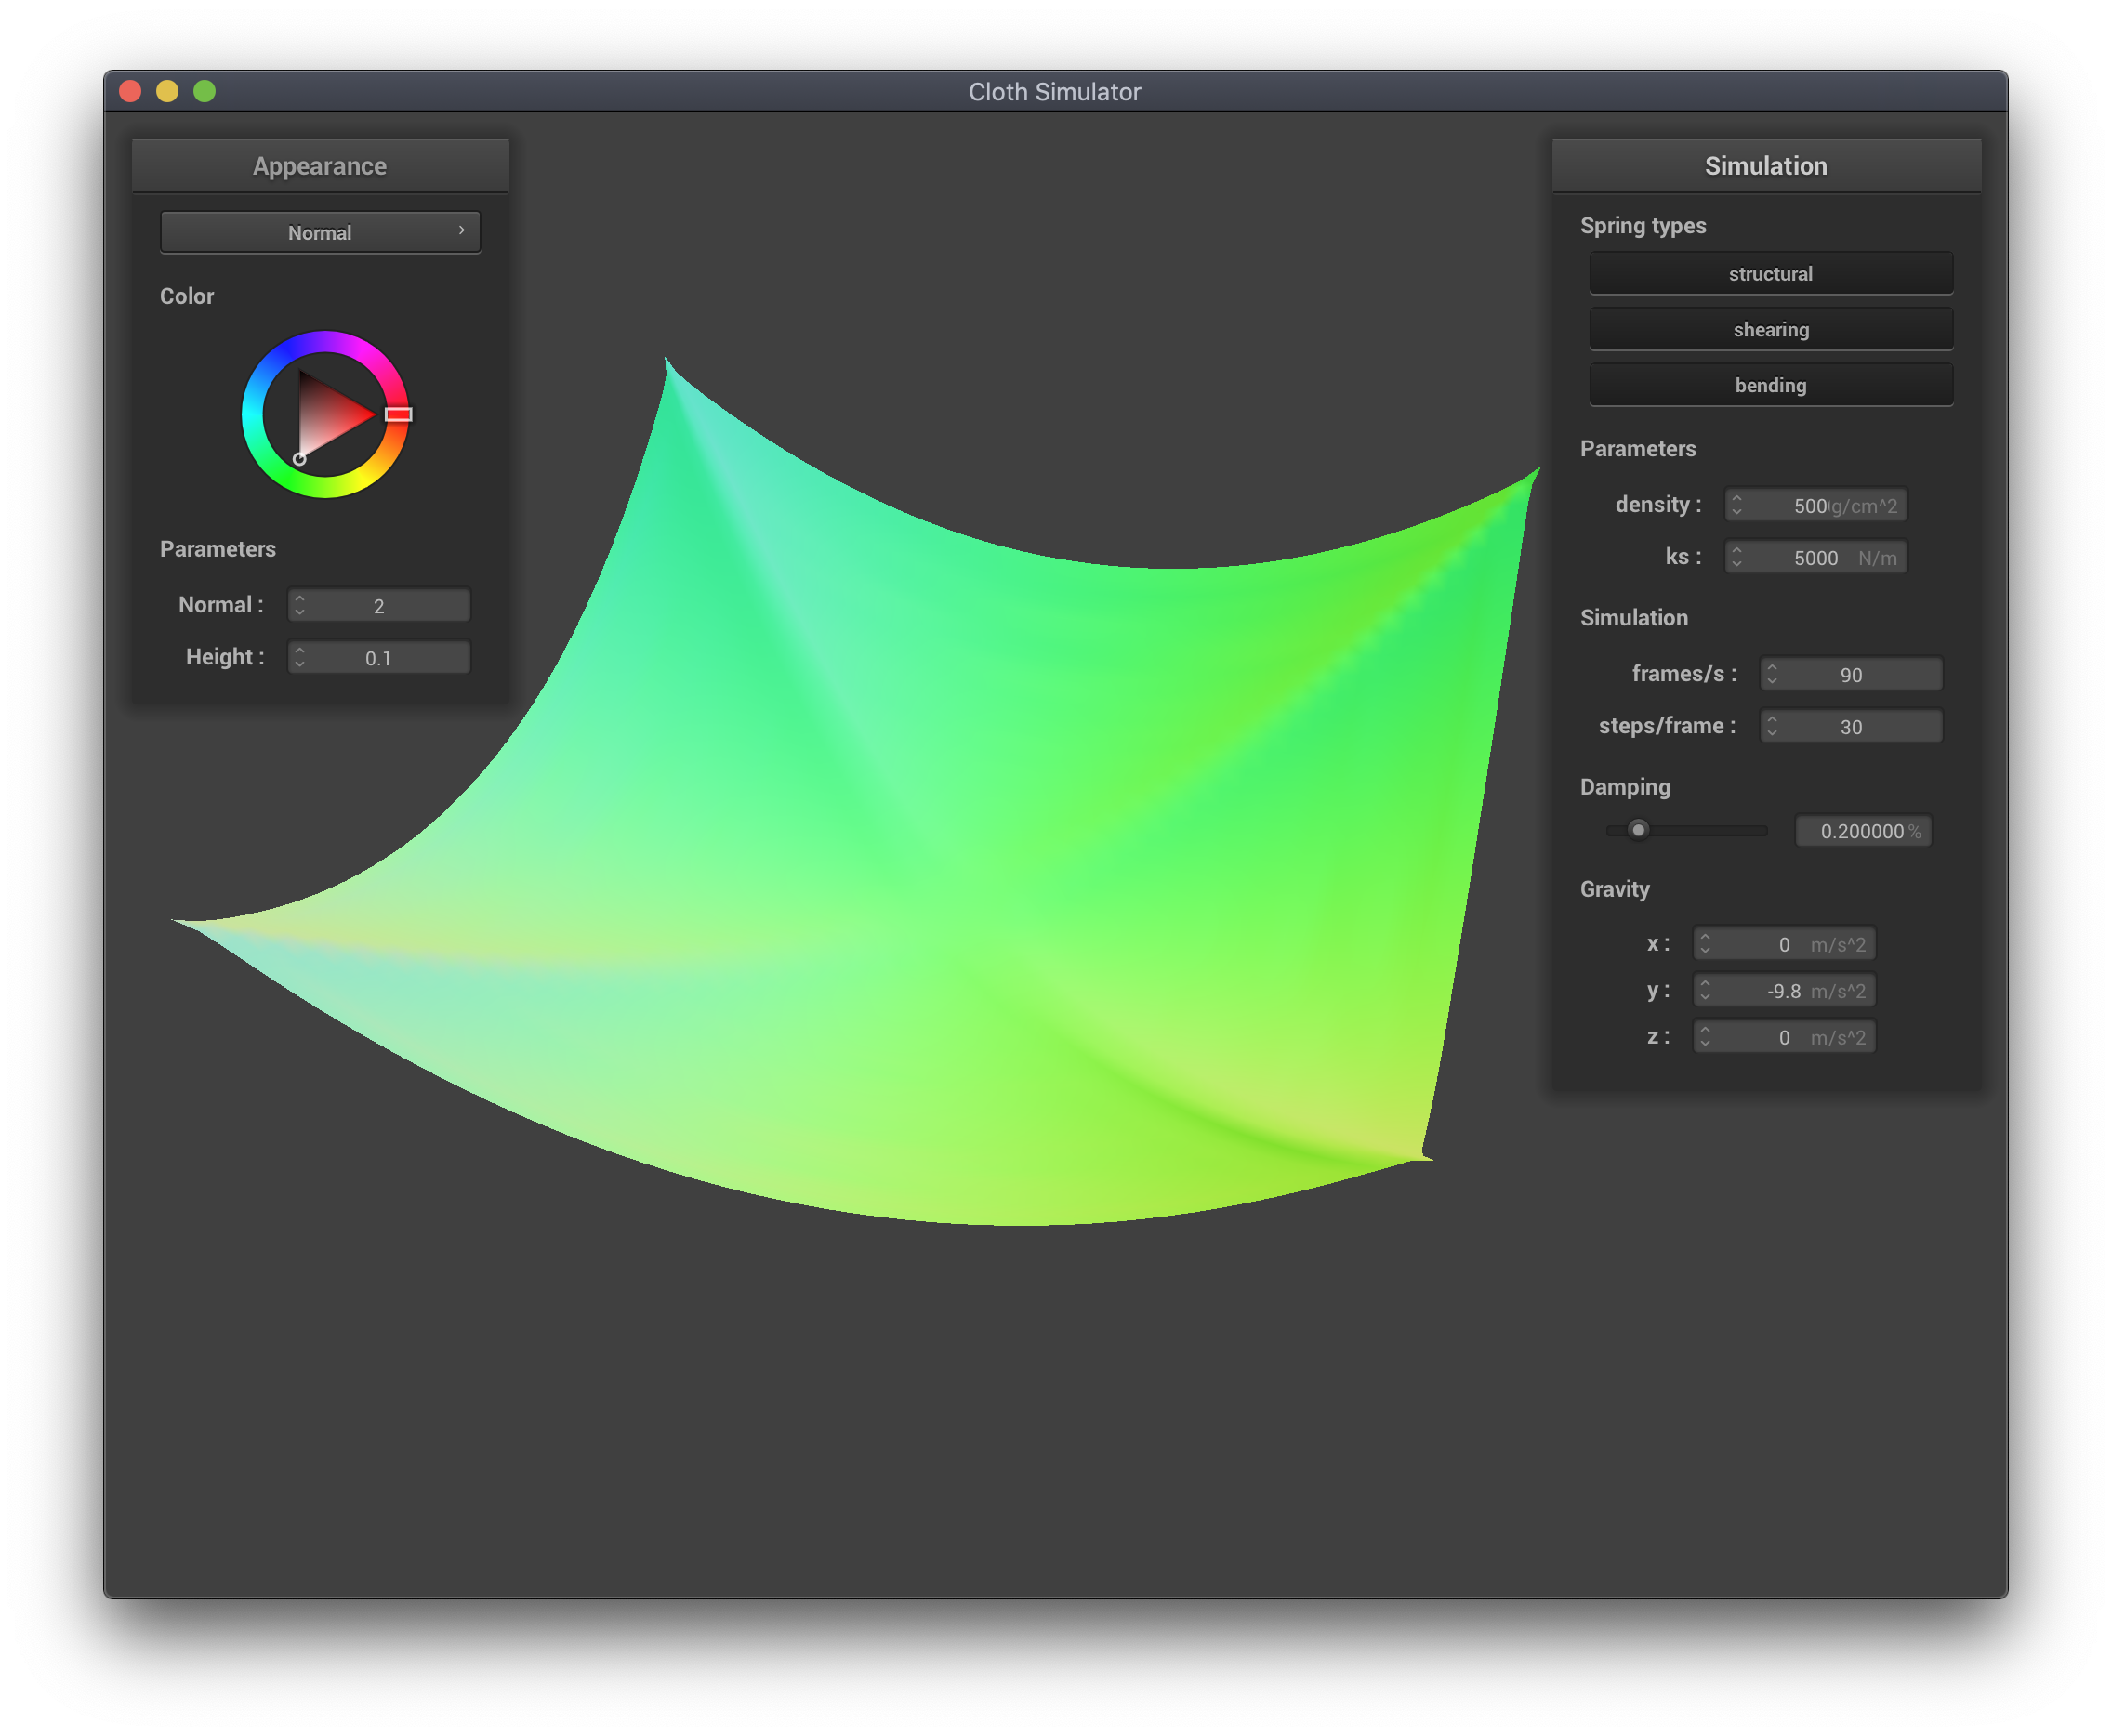 Cloth Simulator
Appearance
Normal
Color
Parameters
Normal : 2
Height : 0.1
Simulation
Spring types
structural
shearing
bending
Parameters
density : 500 g/cm^2
ks : 5000 N/m
Simulation
frames/s : 90
steps/frame : 30
Damping
0.200000 %
Gravity
x : 0 m/s^2
y : -9.8 m/s^2
z : 0 m/s^2